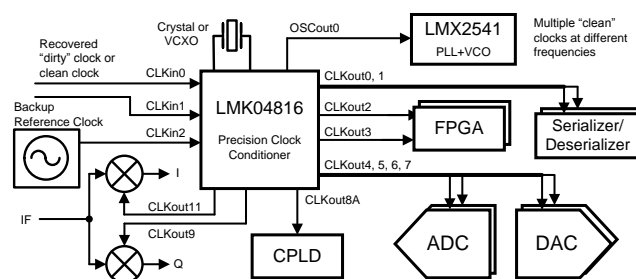 Crystal or
VCXO
OSCout0
LMX2541
PLL+VCO
Multiple “clean”
clocks at different
frequencies
Recovered
“dirty” clock or
clean clock
CLKin0
CLKout0, 1
LMK04816
Precision Clock
Conditioner
CLKin1
CLKout2
FPGA
Serializer/
Deserializer
Backup
Reference Clock
CLKin2
CLKout3
CLKout4, 5, 6, 7
I
CLKout11
CLKout8A
IF
CLKout9
ADC
DAC
CPLD
Q